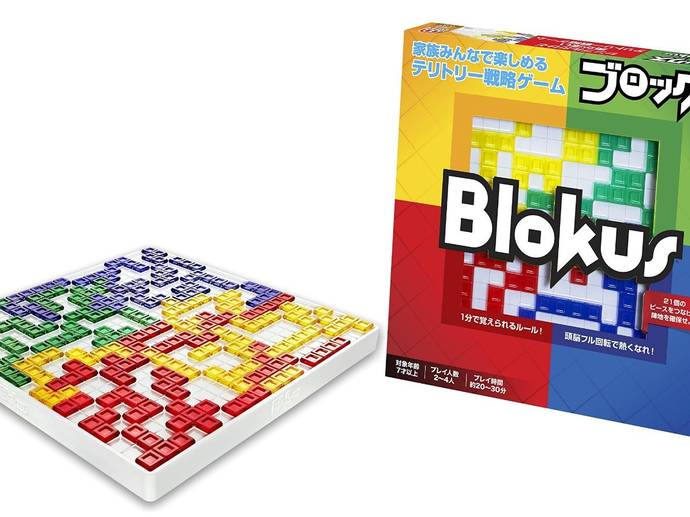 家族みんなで楽しめる
テリトリー戦略ゲーム
ブロック
Blokus
21個の
ピースをつなげ
陣地を確保せよ
1分で覚えられるルール！
頭脳フル回転で熱くなれ！
対象年齢
7才以上
プレイ人数
2〜4人
プレイ時間
約20〜30分